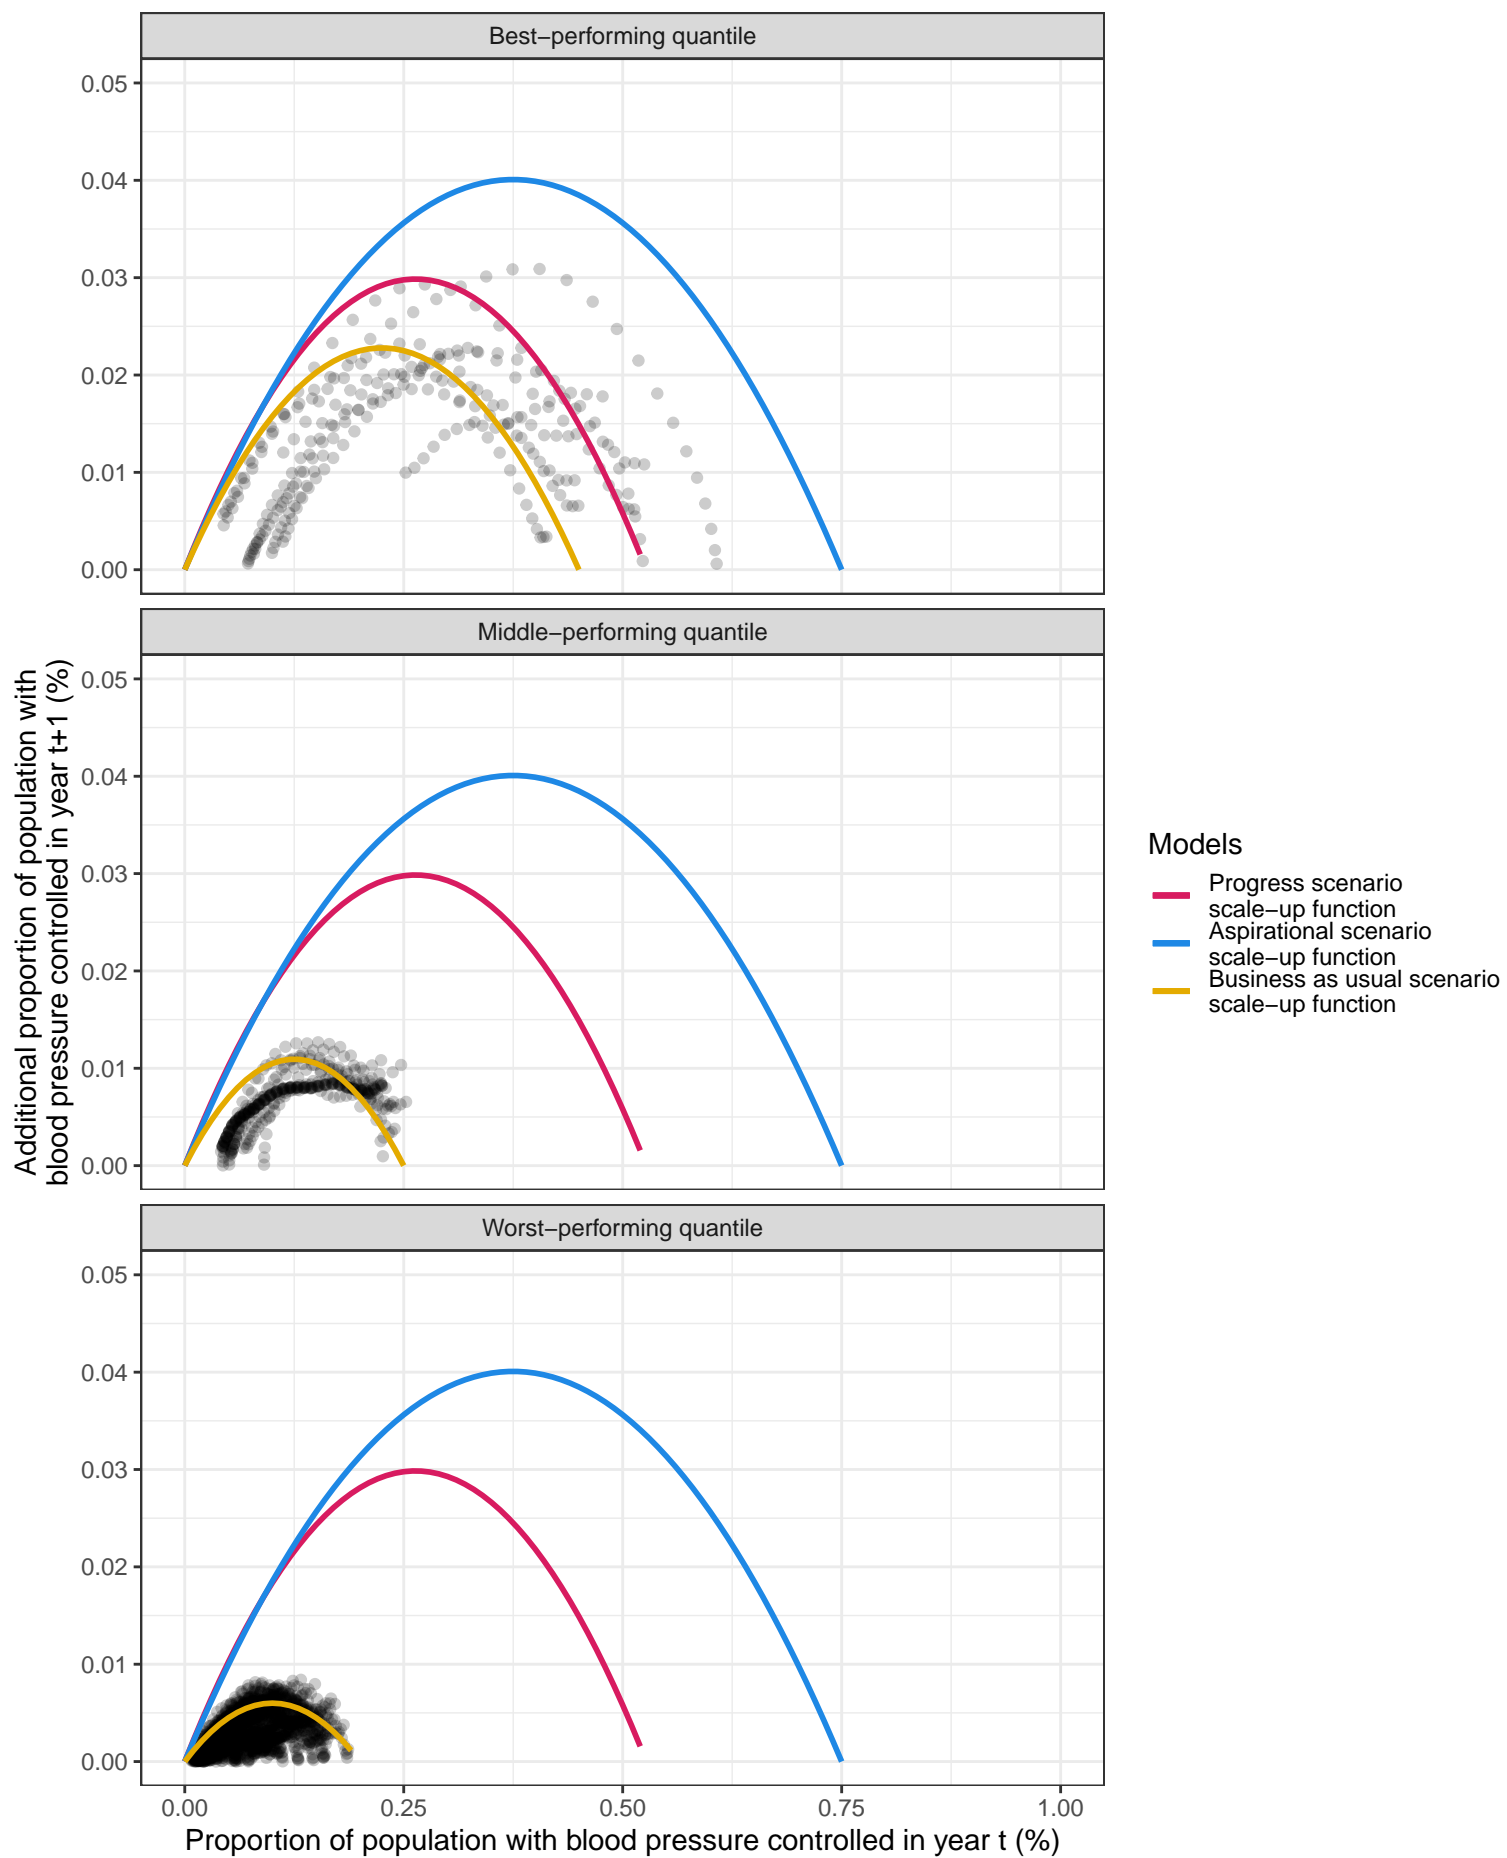 Best−performing quantile
0.05
0.04
0.03
0.02
0.01
0.00
Middle−performing quantile
0.05
0.04
0.03
0.02
0.01
0.00
Worst−performing quantile
0.05
0.04
0.03
0.02
0.01
0.00
0.00 0.25 0.50 0.75 1.00
Proportion of population with blood pressure controlled in year t (%)
Additional proportion of population with
blood pressure controlled in year t+1 (%)
Models
Progress scenario
scale−up function
Aspirational scenario
scale−up function
Business as usual scenario
scale−up function